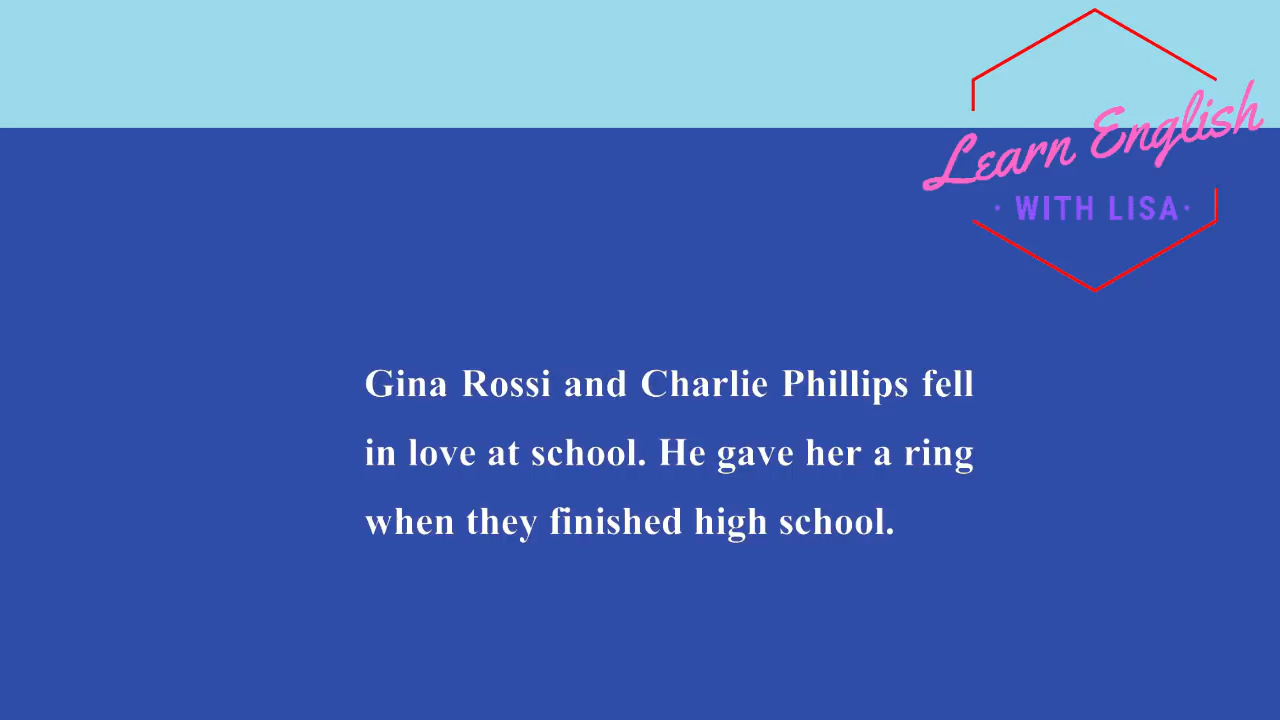 Learn English
· WITH LISA·
Gina Rossi and Charlie Phillips fell
in love at school. He gave her a ring
when they finished high school.